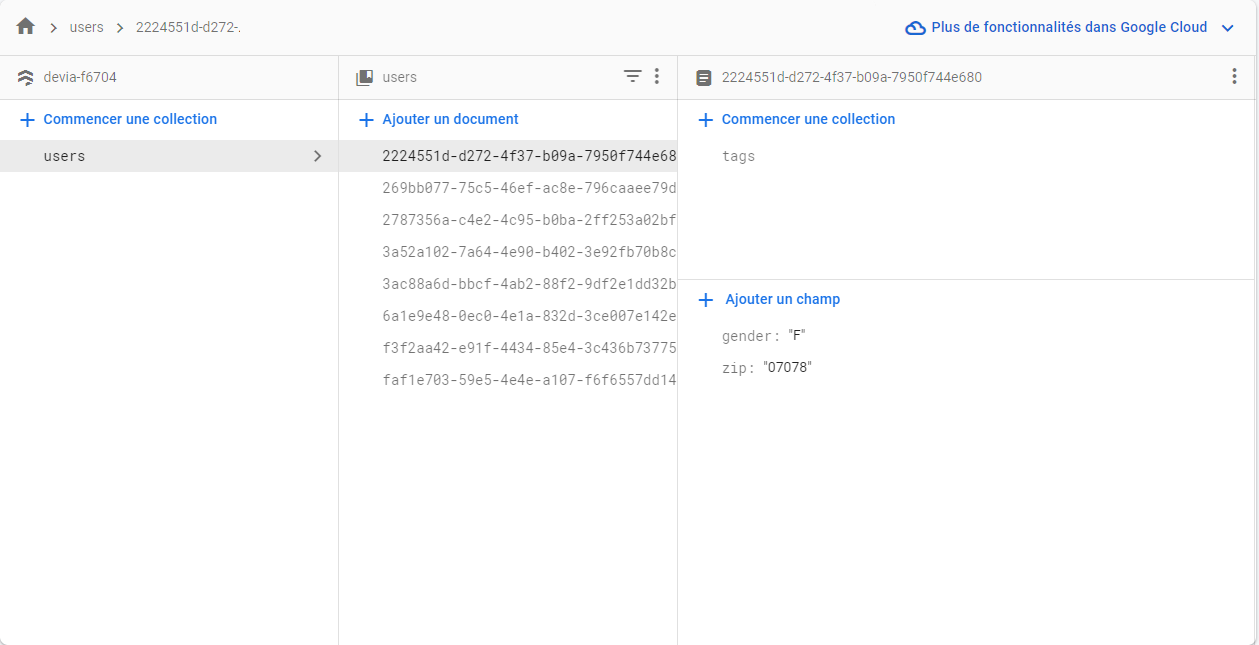 users
2224551d-d272-.
Plus de fonctionnalités dans Google Cloud
devia-f6704
users
2224551d-d272-4f37-b09a-7950f744e680
Commencer une collection
Ajouter un document
Commencer une collection
users
2224551d-d272-4f37-b09a-7950f744e68
269bb077-75c5-46ef-ac8e-796caaee79d
2787356a-c4e2-4c95-b0ba-2ff253a02bf
3a52a102-7a64-4e90-b402-3e92fb70b8c
3ac88a6d-bbcf-4ab2-88f2-9df2e1dd32b
6a1e9e48-0ec0-4e1a-832d-3ce007e142e
f3f2aa42-e91f-4434-85e4-3c436b73775
faf1e703-59e5-4e4e-a107-f6f6557dd14
tags
Ajouter un champ
gender: "F"
zip: "07078"